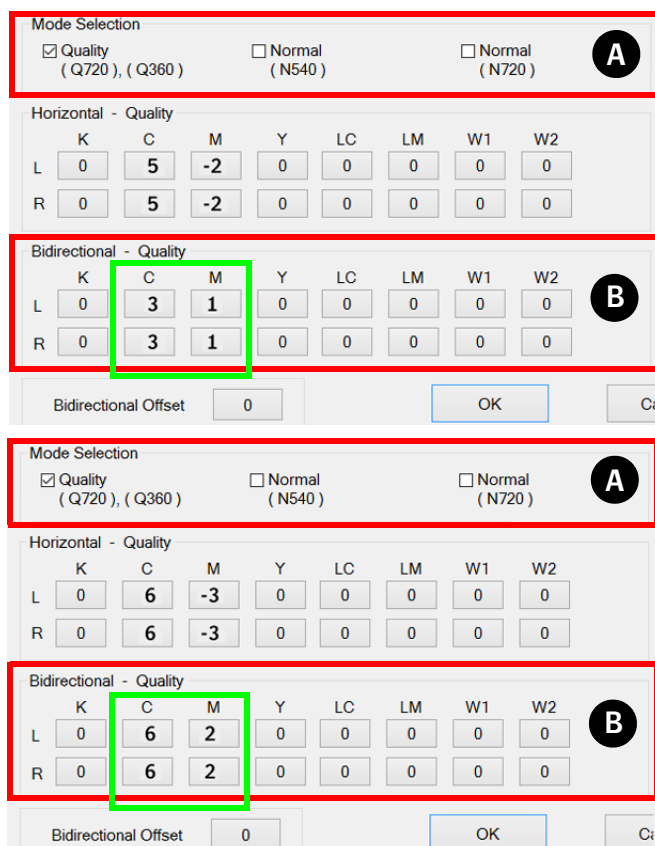 Mode Selection
Quality Normal Normal A
( Q720 ), ( Q360 ) ( N540 ) ( N720 )
Horizontal - Quality
K C M Y LC LM W1 W2
L 0 5 -2 0 0 0 0 0
R 0 5 -2 0 0 0 0 0
Bidirectional - Quality
K C M Y LC LM W1 W2 B
L 0 3 1 0 0 0 0 0
R 0 3 1 0 0 0 0 0
Bidirectional Offset 0 OK
Mode Selection
Quality Normal Normal A
( Q720 ), ( Q360 ) ( N540 ) ( N720 )
Horizontal - Quality
K C M Y LC LM W1 W2
L 0 6 -3 0 0 0 0 0
R 0 6 -3 0 0 0 0 0
Bidirectional - Quality
K C M Y LC LM W1 W2 B
L 0 6 2 0 0 0 0 0
R 0 6 2 0 0 0 0 0
Bidirectional Offset 0 OK